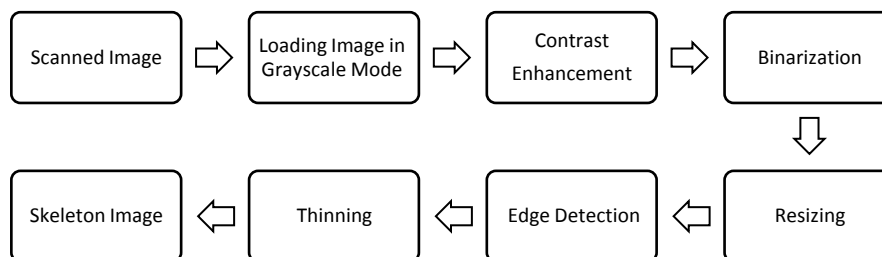 Scanned Image
Loading Image in
Grayscale Mode
Contrast
Enhancement
Binarization
Resizing
Edge Detection
Thinning
Skeleton Image